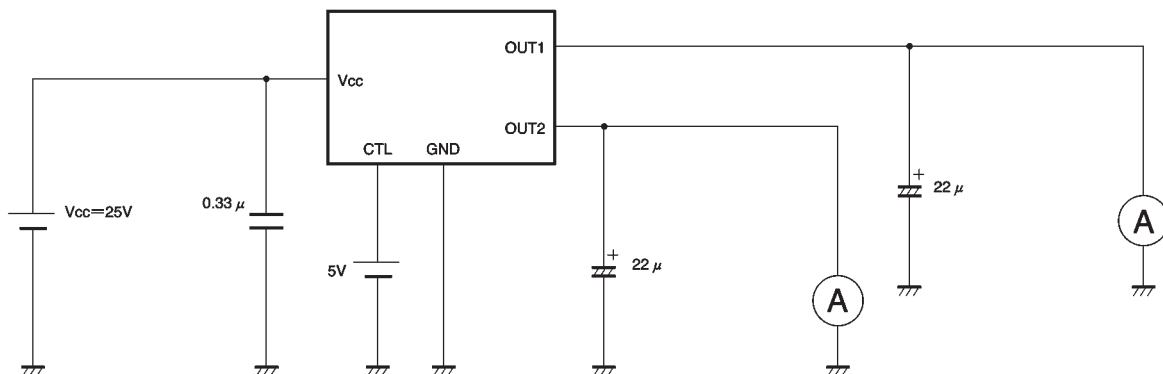 OUT1
Vcc
OUT2
CTL
GND
Vcc=25V
0.33 μ
5V
22 μ
22 μ
A
A